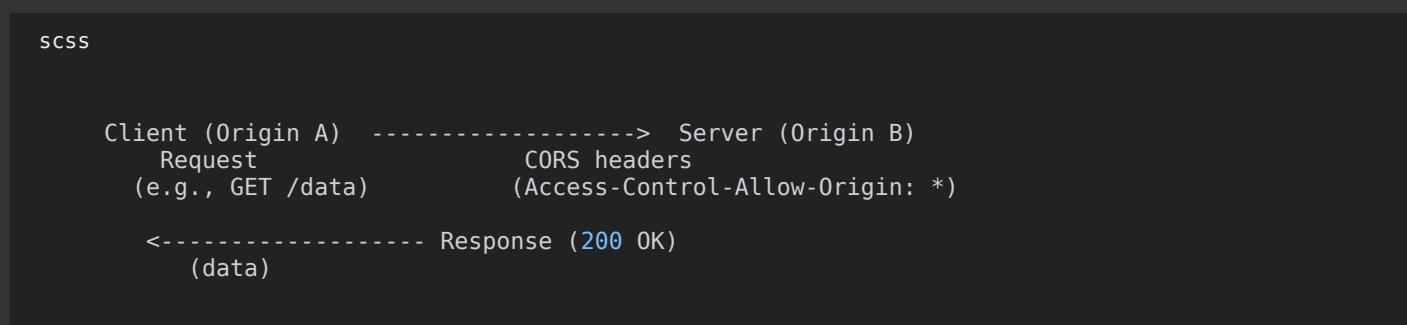 scss
Client (Origin A) -------------------> Server (Origin B)
Request CORS headers
(e.g., GET /data) (Access-Control-Allow-Origin: *)
<------------------- Response (200 OK)
(data)